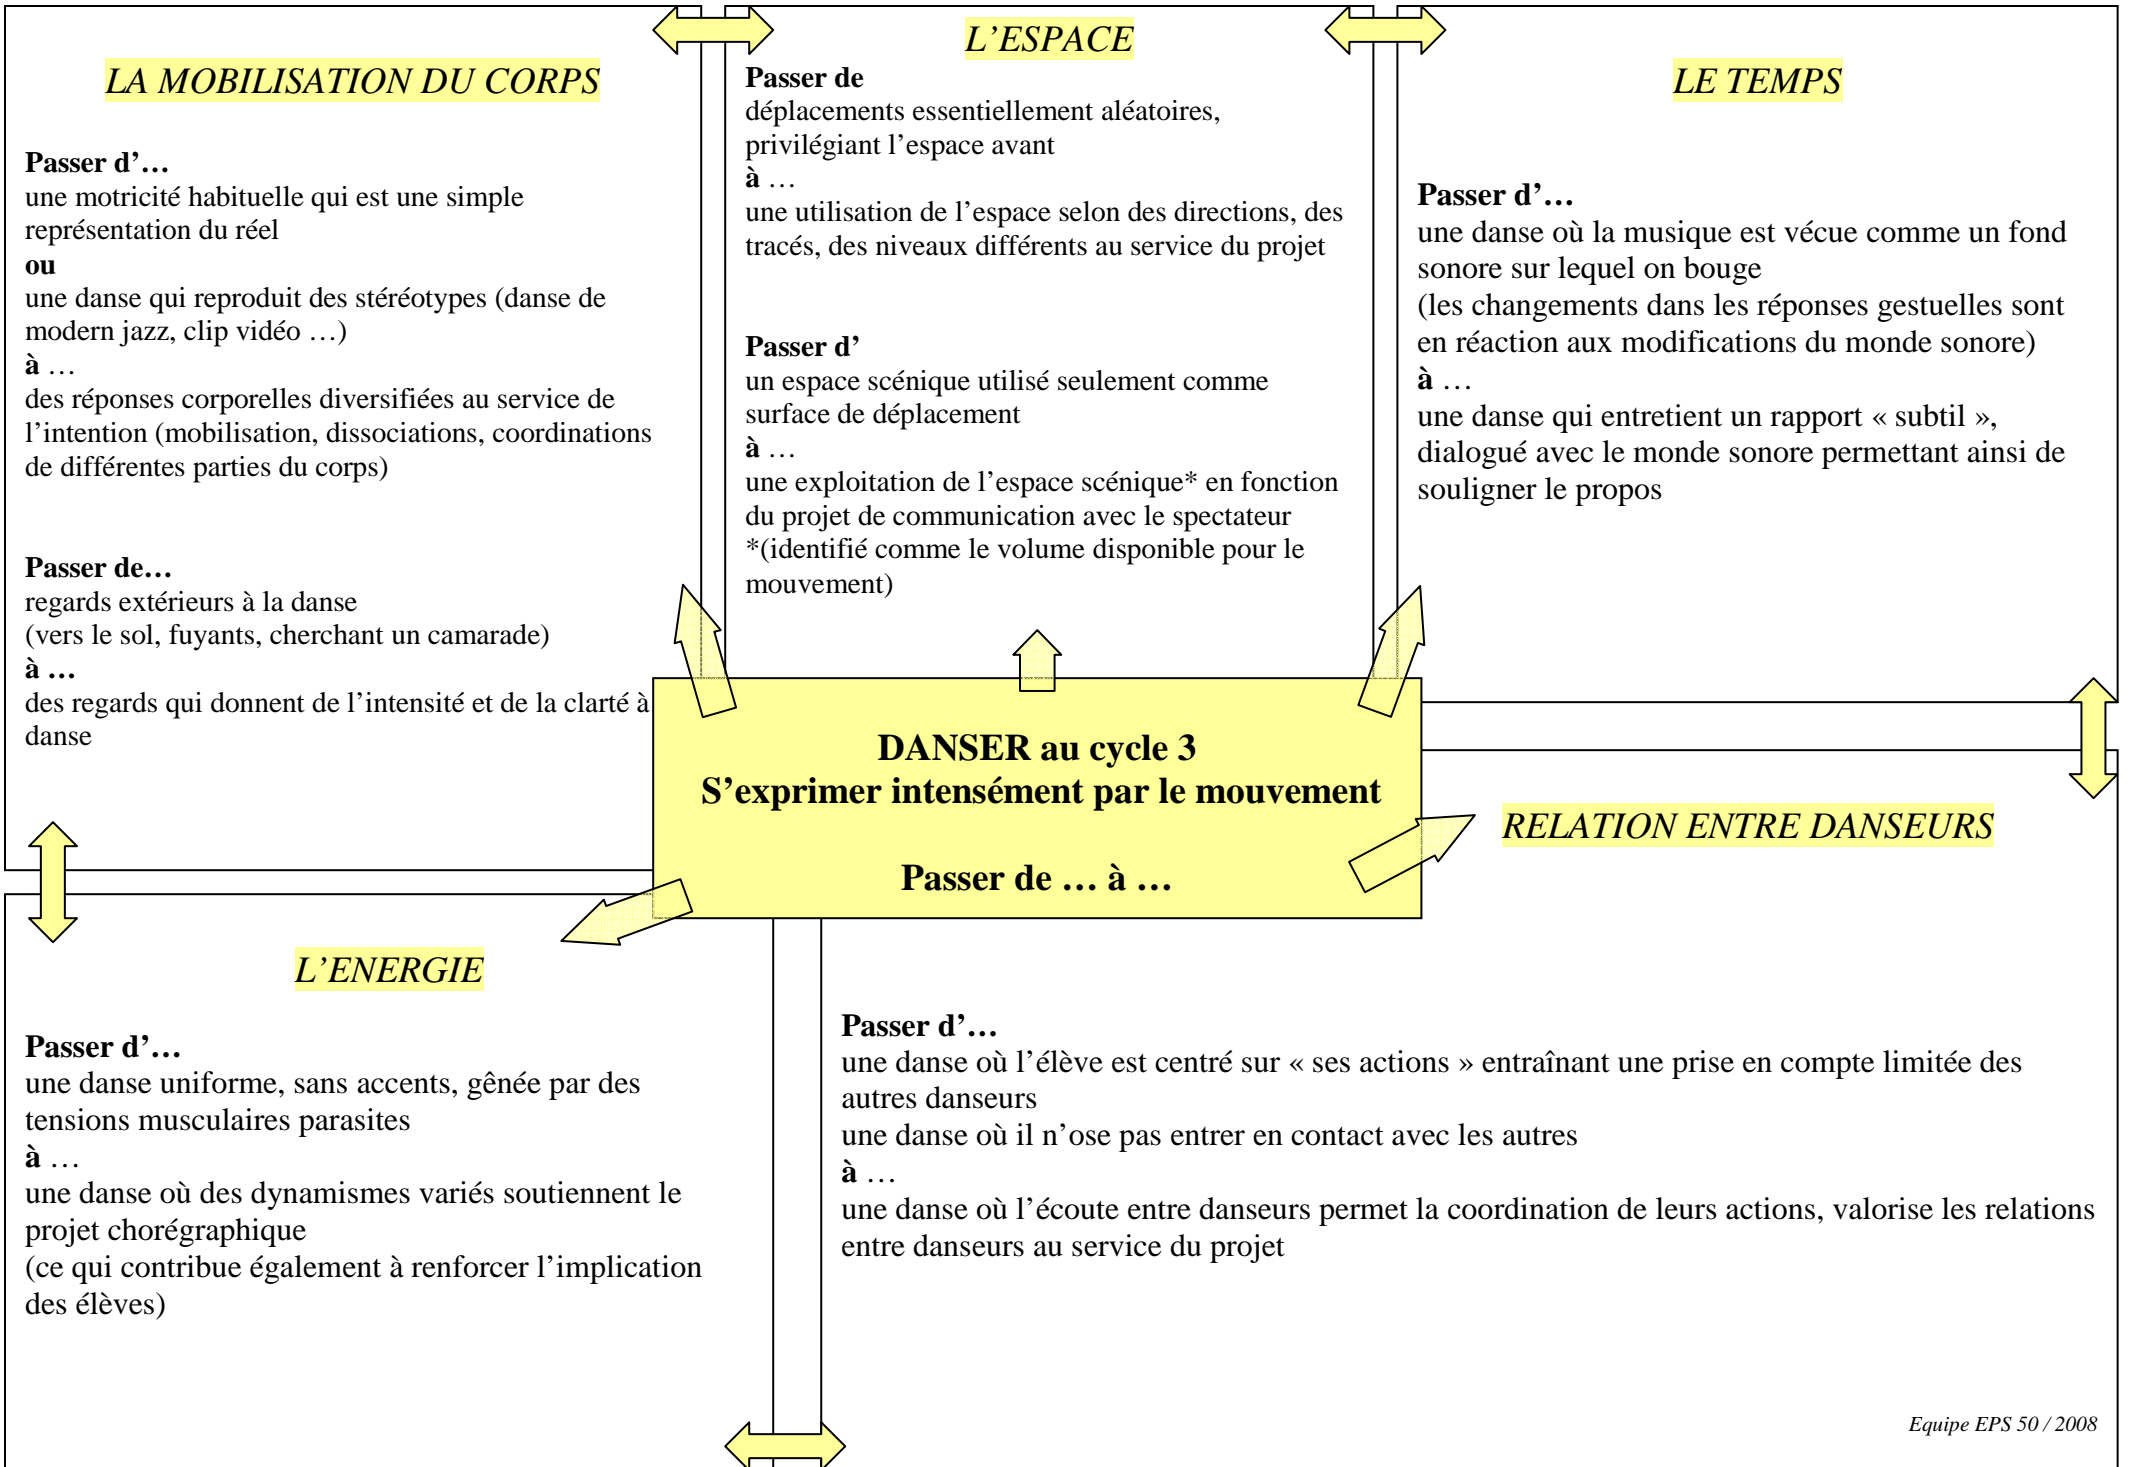 LA MOBILISATION DU CORPS
Passer d’…
une motricité habituelle qui est une simple
représentation du réel
ou
une danse qui reproduit des stéréotypes (danse de
modern jazz, clip vidéo …)
à …
des réponses corporelles diversifiées au service de
l’intention (mobilisation, dissociations, coordinations
de différentes parties du corps)
Passer de…
regards extérieurs à la danse
(vers le sol, fuyants, cherchant un camarade)
à …
des regards qui donnent de l’intensité et de la clarté à
danse
L’ESPACE
Passer de
déplacements essentiellement aléatoires,
privilégiant l’espace avant
à …
une utilisation de l’espace selon des directions, des
tracés, des niveaux différents au service du projet
Passer d’
un espace scénique utilisé seulement comme
surface de déplacement
à …
une exploitation de l’espace scénique* en fonction
du projet de communication avec le spectateur
*(identifié comme le volume disponible pour le
mouvement)
LE TEMPS
Passer d’…
une danse où la musique est vécue comme un fond
sonore sur lequel on bouge
(les changements dans les réponses gestuelles sont
en réaction aux modifications du monde sonore)
à …
une danse qui entretient un rapport « subtil »,
dialogué avec le monde sonore permettant ainsi de
souligner le propos
DANSER au cycle 3
S’exprimer intensément par le mouvement
Passer de … à …
L’ENERGIE
Passer d’…
une danse uniforme, sans accents, gênée par des
tensions musculaires parasites
à …
une danse où des dynamismes variés soutiennent le
projet chorégraphique
(ce qui contribue également à renforcer l’implication
des élèves)
RELATION ENTRE DANSEURS
Passer d’…
une danse où l’élève est centré sur « ses actions » entraînant une prise en compte limitée des
autres danseurs
une danse où il n’ose pas entrer en contact avec les autres
à …
une danse où l’écoute entre danseurs permet la coordination de leurs actions, valorise les relations
entre danseurs au service du projet
Equipe EPS 50 / 2008